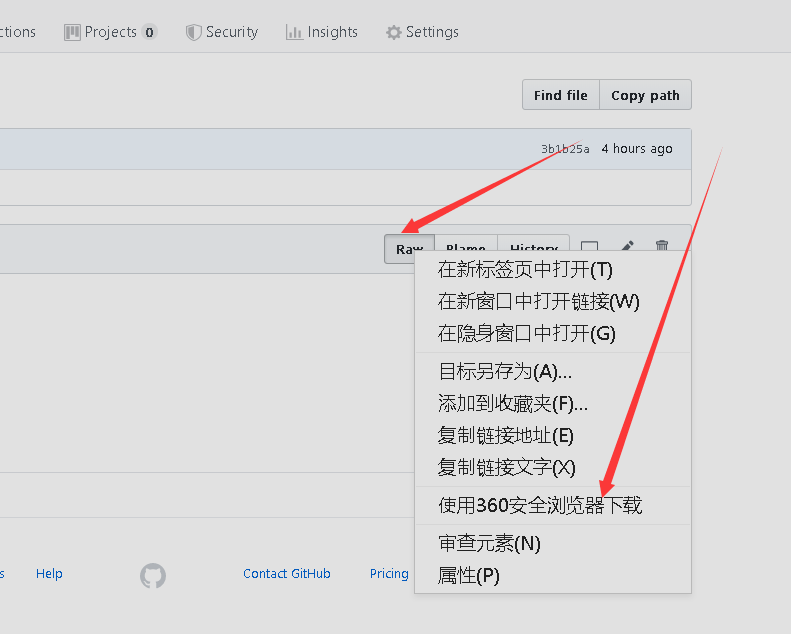 ctions Projects 0 Security Insights Settings
Find file Copy path
3b1b25a 4 hours ago
Raw Blame History
在新标签页中打开(T)
在新窗口中打开链接(W)
在隐身窗口中打开(G)
目标另存为(A)...
添加到收藏夹(F)...
复制链接地址(E)
复制链接文字(X)
使用360安全浏览器下载
审查元素(N)
属性(P)
s Help Contact GitHub Pricing